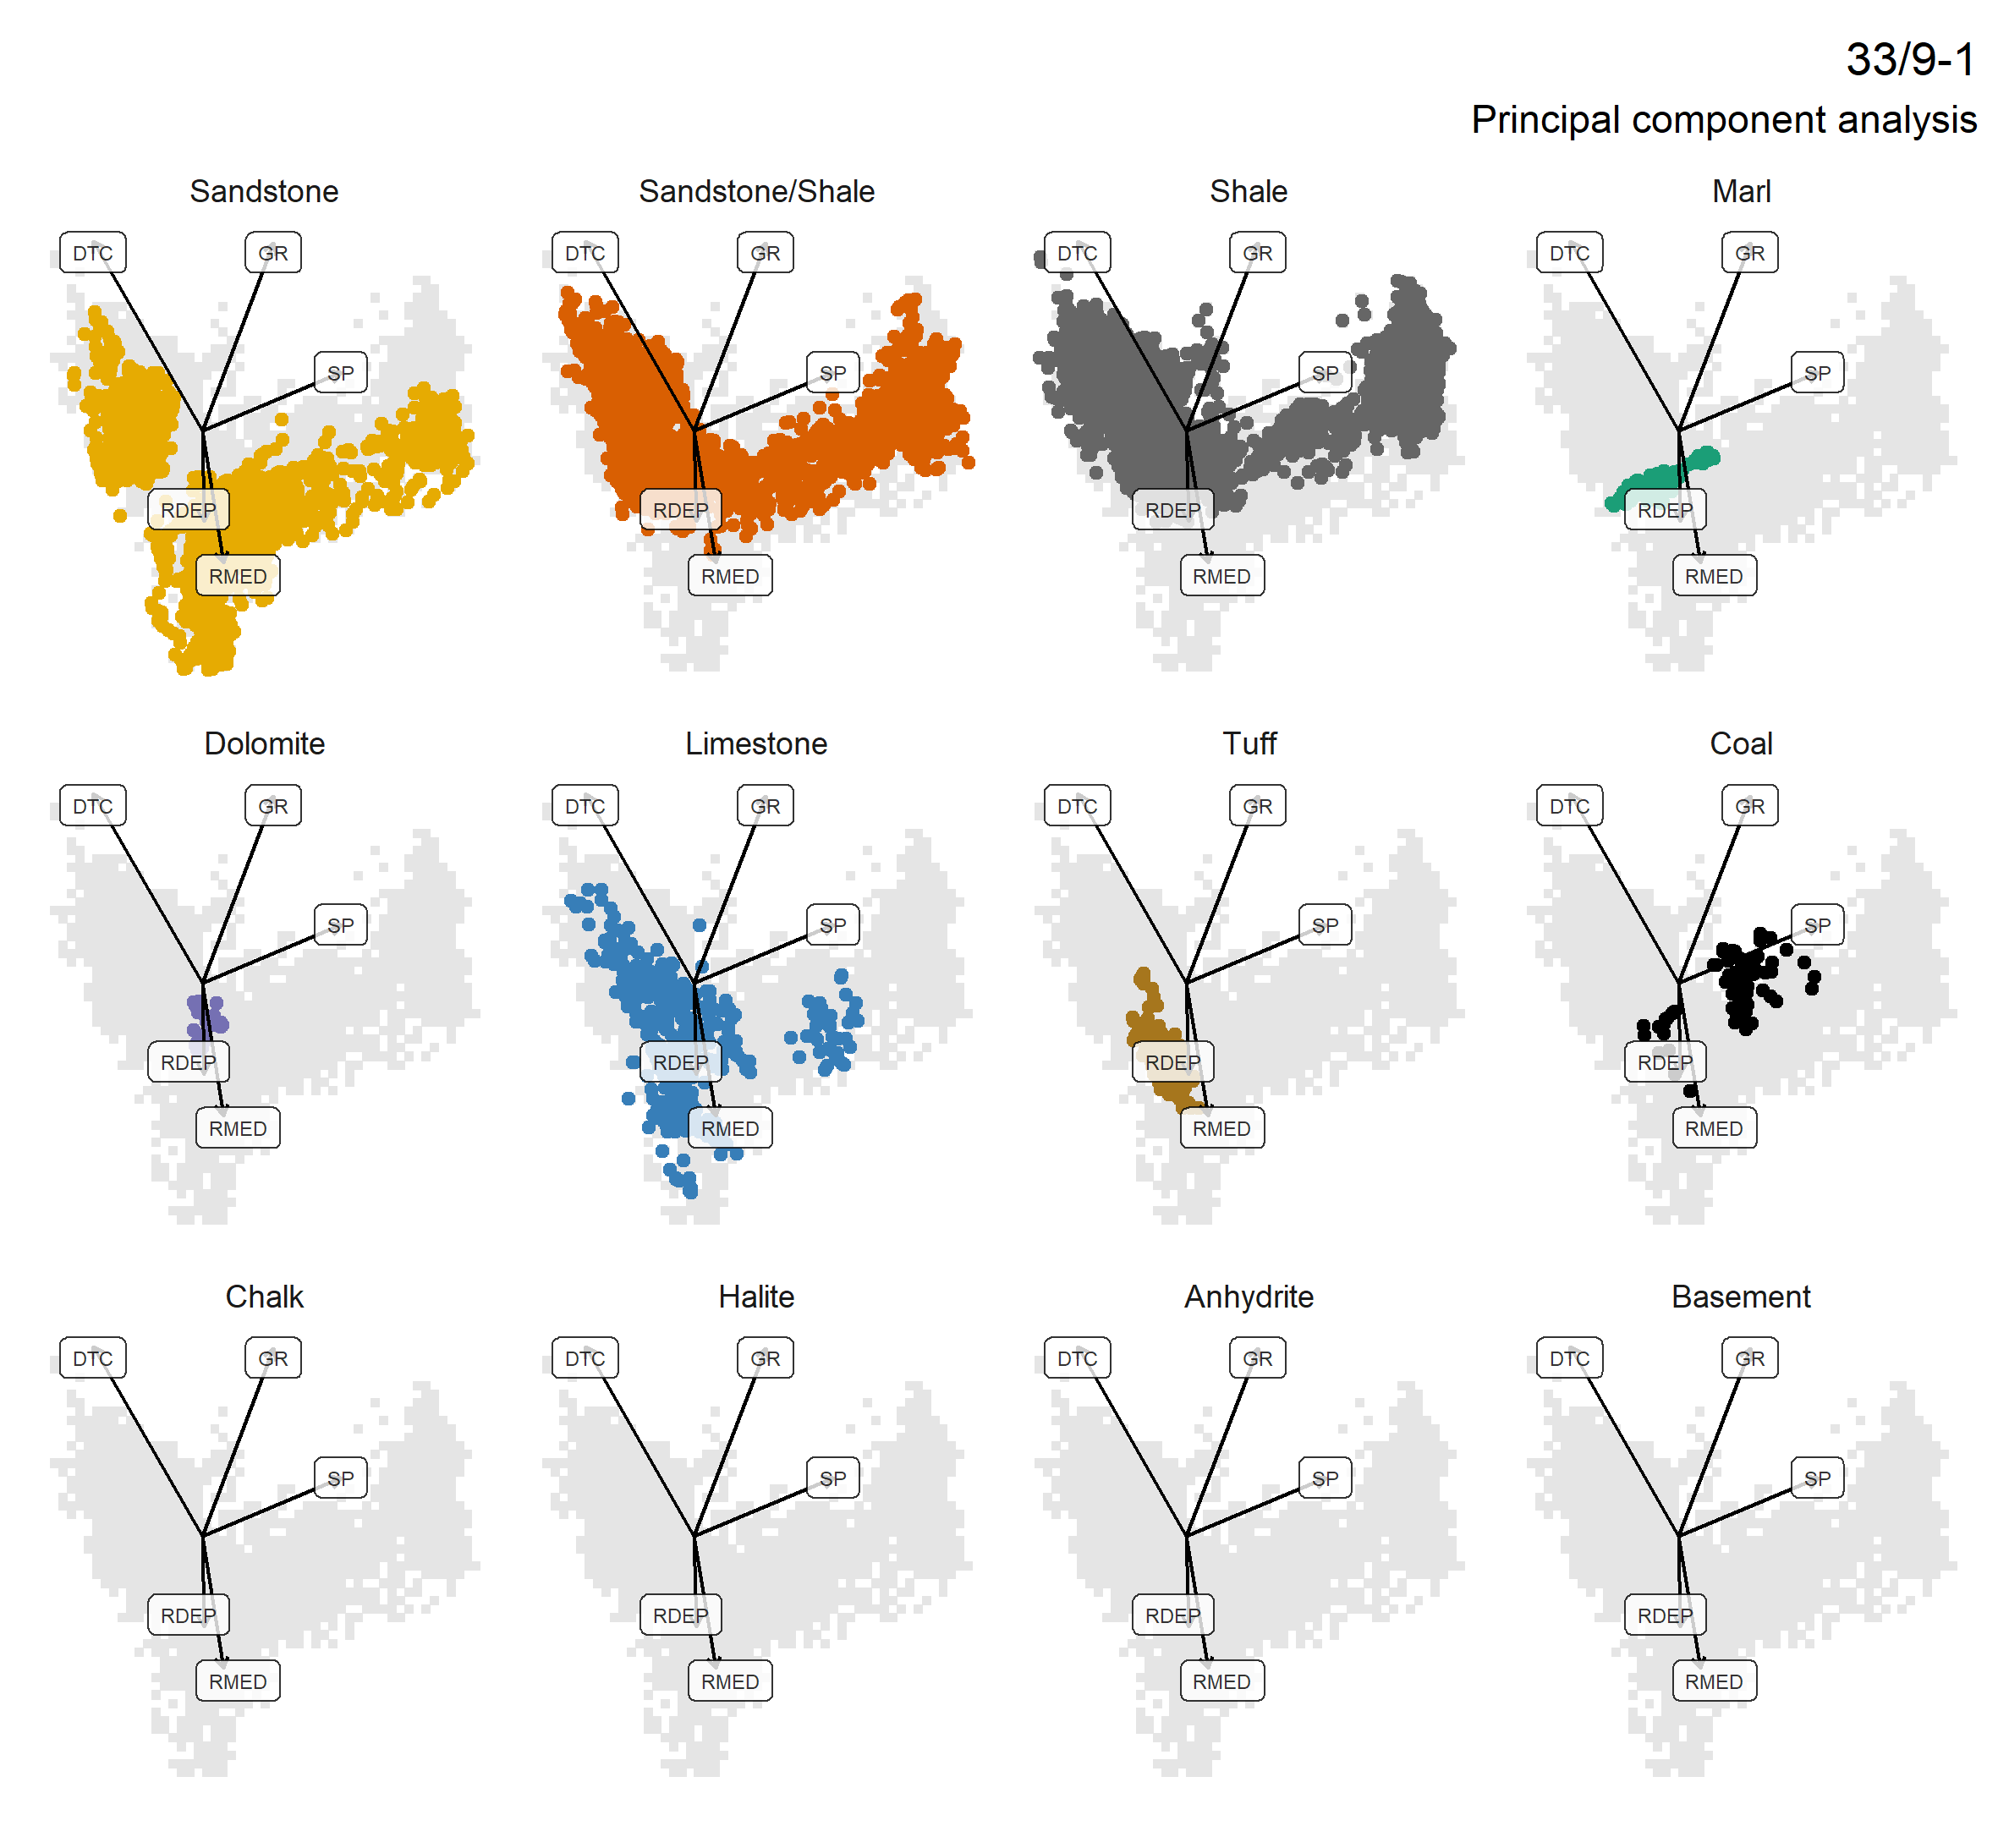 33/9-1
Principal component analysis
Sandstone
DTC
GR
SP
RDEP
RMED
Sandstone/Shale
DTC
GR
SP
RDEP
RMED
Shale
DTC
GR
SP
RDEP
RMED
Marl
DTC
GR
SP
RDEP
RMED
Dolomite
DTC
GR
SP
RDEP
RMED
Limestone
DTC
GR
SP
RDEP
RMED
Tuff
DTC
GR
SP
RDEP
RMED
Coal
DTC
GR
SP
RDEP
RMED
Chalk
DTC
GR
SP
RDEP
RMED
Halite
DTC
GR
SP
RDEP
RMED
Anhydrite
DTC
GR
SP
RDEP
RMED
Basement
DTC
GR
SP
RDEP
RMED